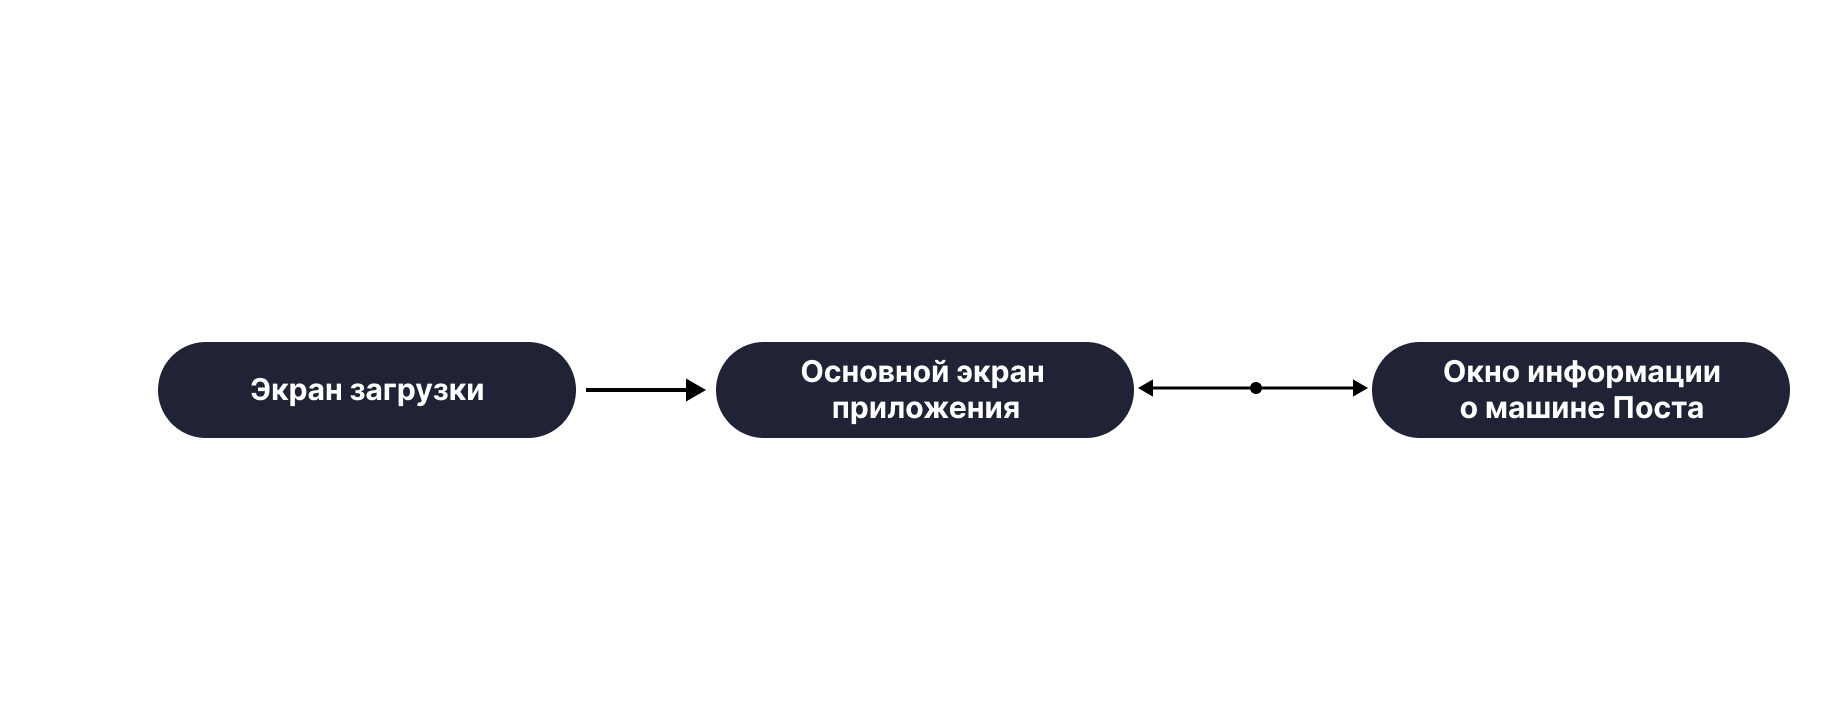 Экран загрузки
Основной экран
приложения
Окно информации
о машине Поста